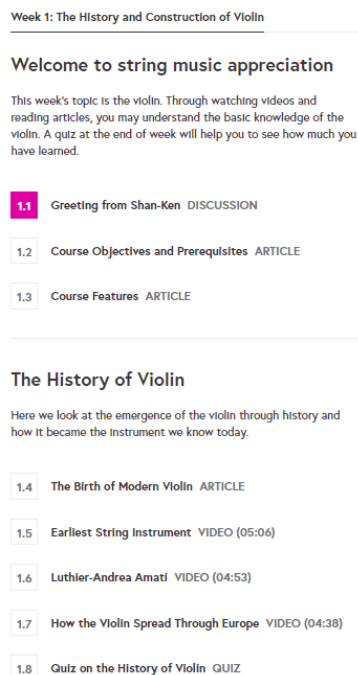 Week 1: The History and Construction of Violin
Welcome to string music appreciation
This week's topic is the violin. Through watching videos and
reading articles, you may understand the basic knowledge of the
violin. A quiz at the end of week will help you to see how much you
have learned.
1.1 Greeting from Shan-Ken DISCUSSION
1.2 Course Objectives and Prerequisites ARTICLE
1.3 Course Features ARTICLE
The History of Violin
Here we look at the emergence of the violin through history and
how it became the instrument we know today.
1.4 The Birth of Modern Violin ARTICLE
1.5 Earliest String Instrument VIDEO (05:06)
1.6 Luthier-Andrea Amati VIDEO (04:53)
1.7 How the Violin Spread Through Europe VIDEO (04:38)
1.8 Quiz on the History of Violin QUIZ